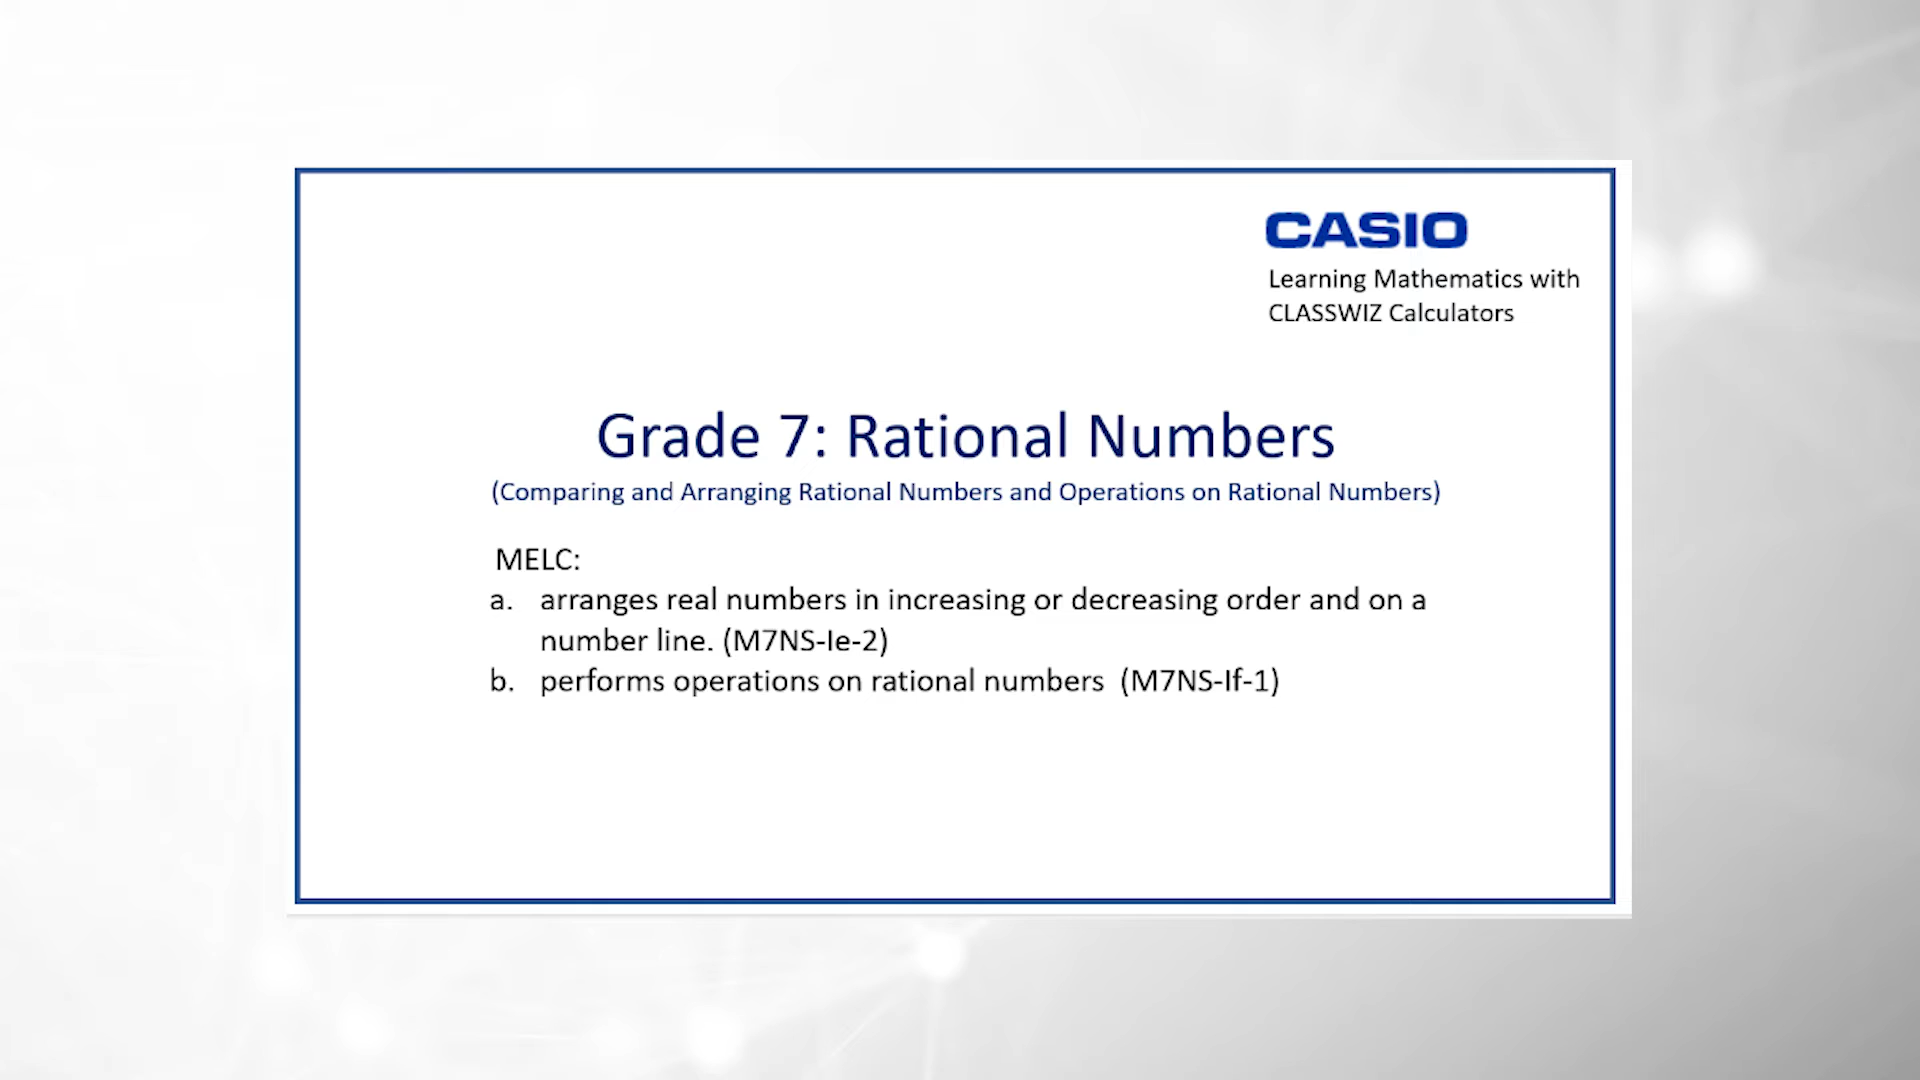 CASIO
Learning Mathematics with
CLASSWIZ Calculators
Grade 7: Rational Numbers
(Comparing and Arranging Rational Numbers and Operations on Rational Numbers)
MELC:
a. arranges real numbers in increasing or decreasing order and on a
number line. (M7NS-Ie-2)
b. performs operations on rational numbers (M7NS-If-1)